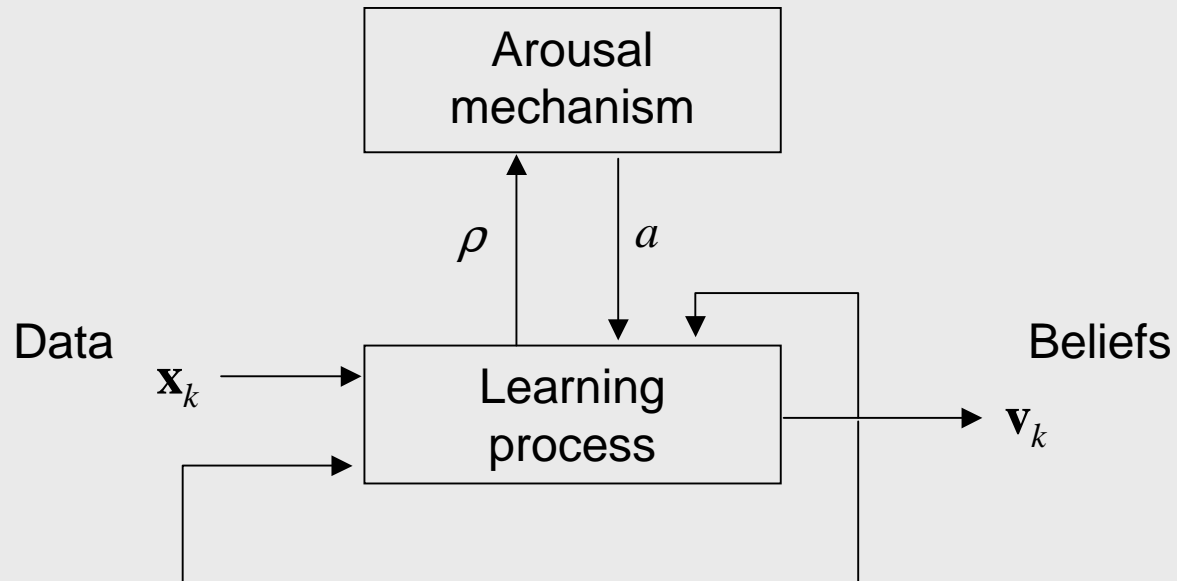 Arousal
mechanism
ρ
a
Data
Beliefs
x_k
Learning
process
v_k